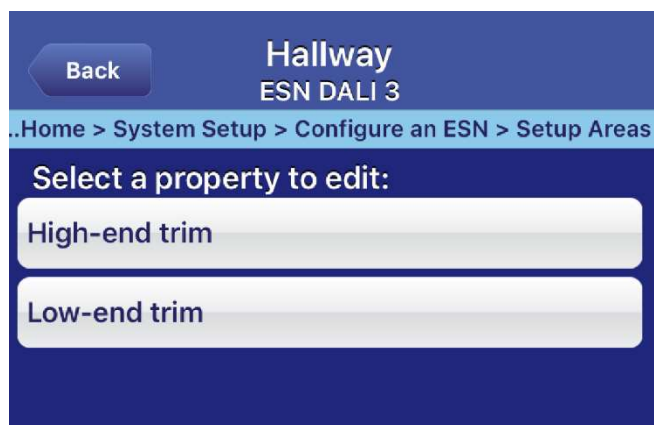 Back
Hallway
ESN DALI 3
..Home > System Setup > Configure an ESN > Setup Areas
Select a property to edit:
High-end trim
Low-end trim